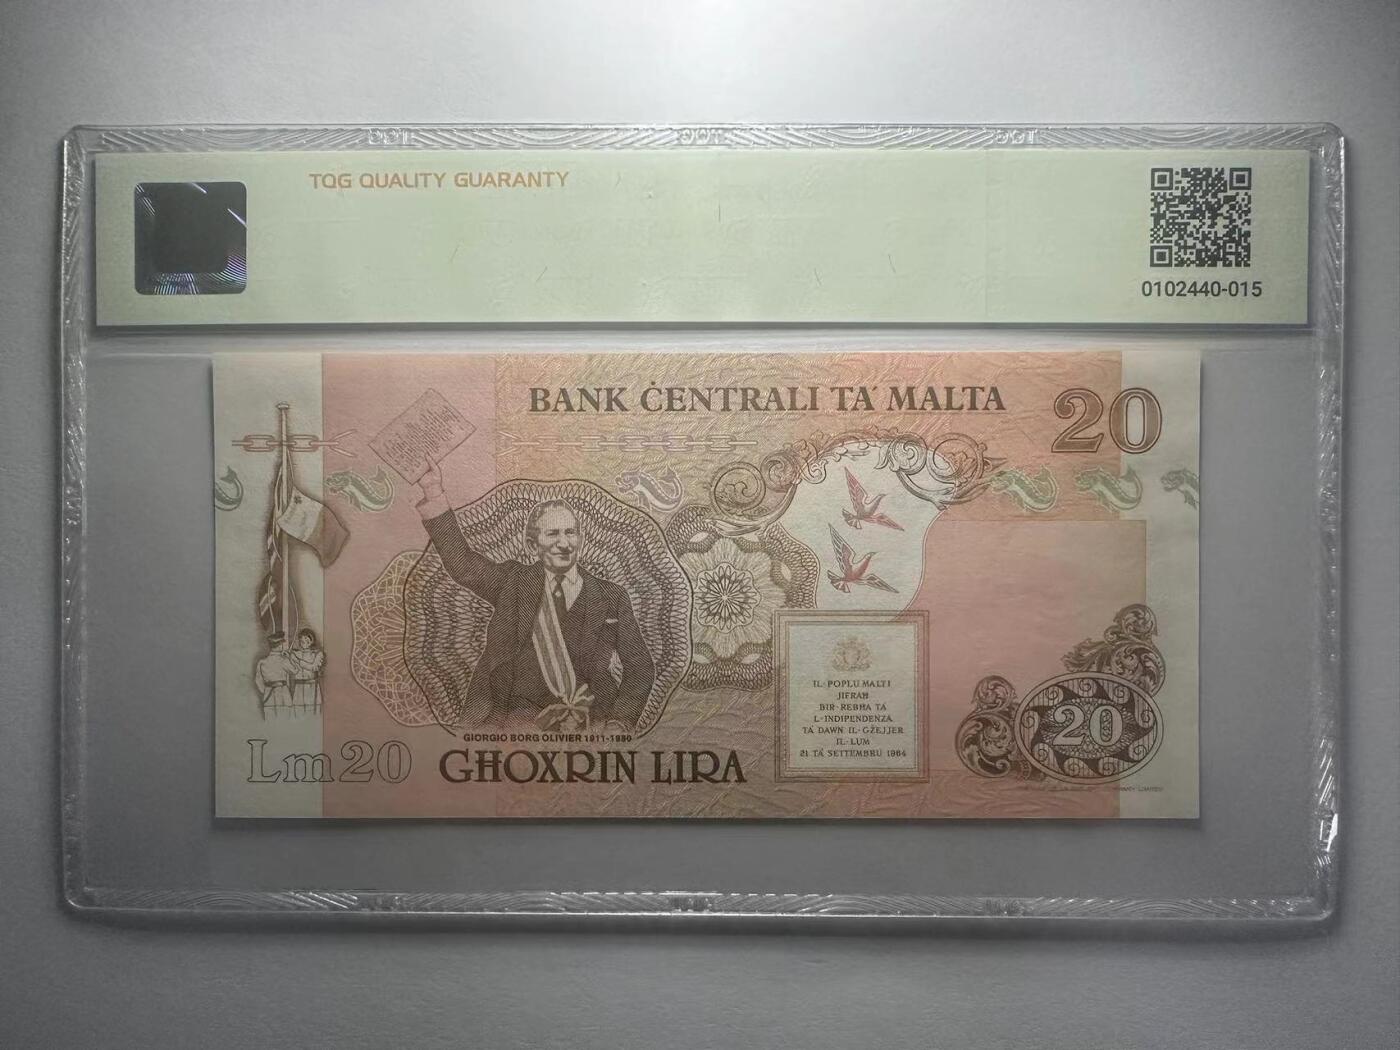 TQG QUALITY GUARANTY
0102440-015
BANK ĊENTRALI TA' MALTA
20
GIORGIO BORG OLIVIER 1911-1980
Lm20
GĦOXRIN LIRA
IL-POPLU MALTI
JIFRAĦ
BIR-REBĦA TA
L-INDIPENDENZA
TA DAWN IL-GŻEJJER
IL-LUM
21 TA' SETTEMBRU 1964
20